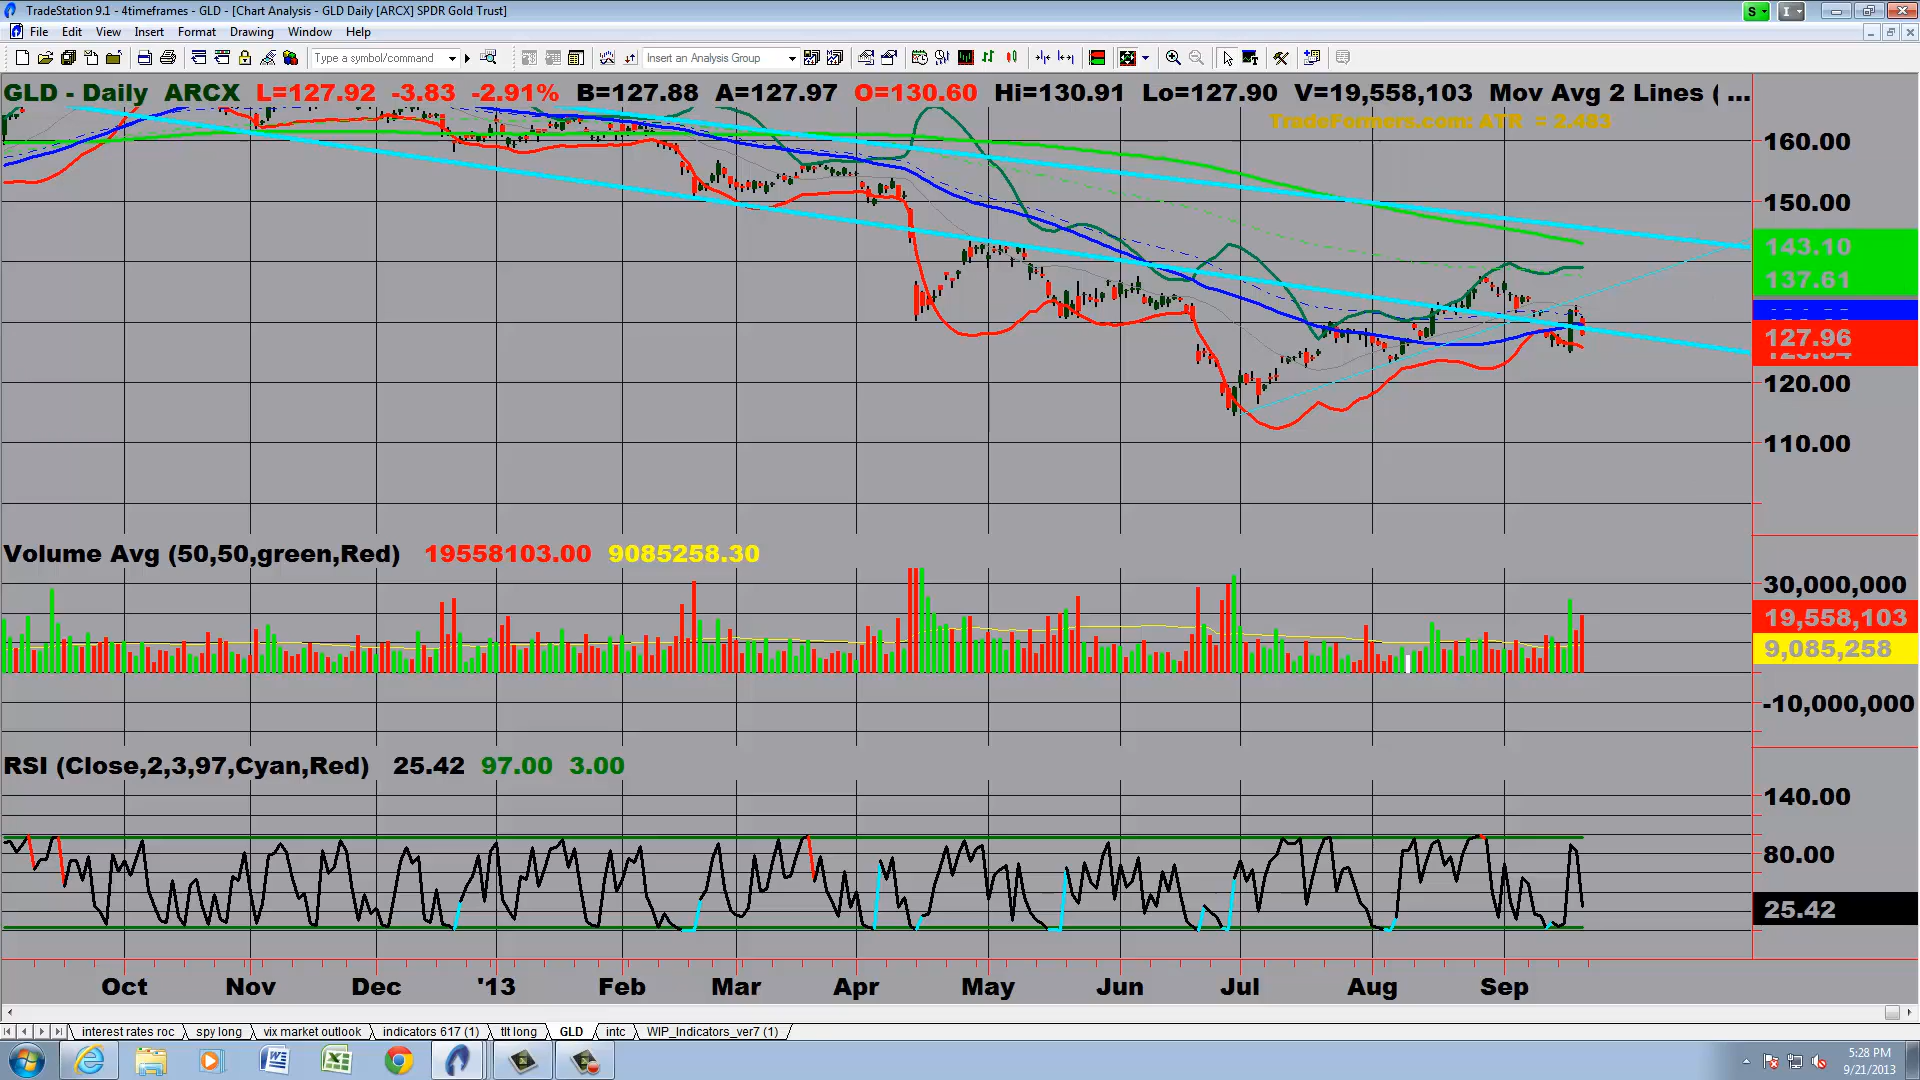 TradeStation 9.1 - 4timeframes - GLD - [Chart Analysis - GLD Daily [ARCX] SPDR Gold Trust]
S
I
File Edit View Insert Format Drawing Window Help
Type a symbol/command
Insert an Analysis Group
GLD - Daily ARCX L=127.92 -3.83 -2.91% B=127.88 A=127.97 O=130.60 Hi=130.91 Lo=127.90 V=19,558,103 Mov Avg 2 Lines ( ...
TradeFormers.com: ATR = 2.483
160.00
150.00
143.10
137.61
127.96
120.00
110.00
Volume Avg (50,50,green,Red) 19558103.00 9085258.30
30,000,000
19,558,103
9,085,258
-10,000,000
RSI (Close,2,3,97,Cyan,Red) 25.42 97.00 3.00
140.00
80.00
25.42
Oct Nov Dec '13 Feb Mar Apr May Jun Jul Aug Sep
interest rates roc spy long vix market outlook indicators 617 (1) tlt long GLD intc WIP_Indicators_ver7 (1)
5:28 PM
9/21/2013